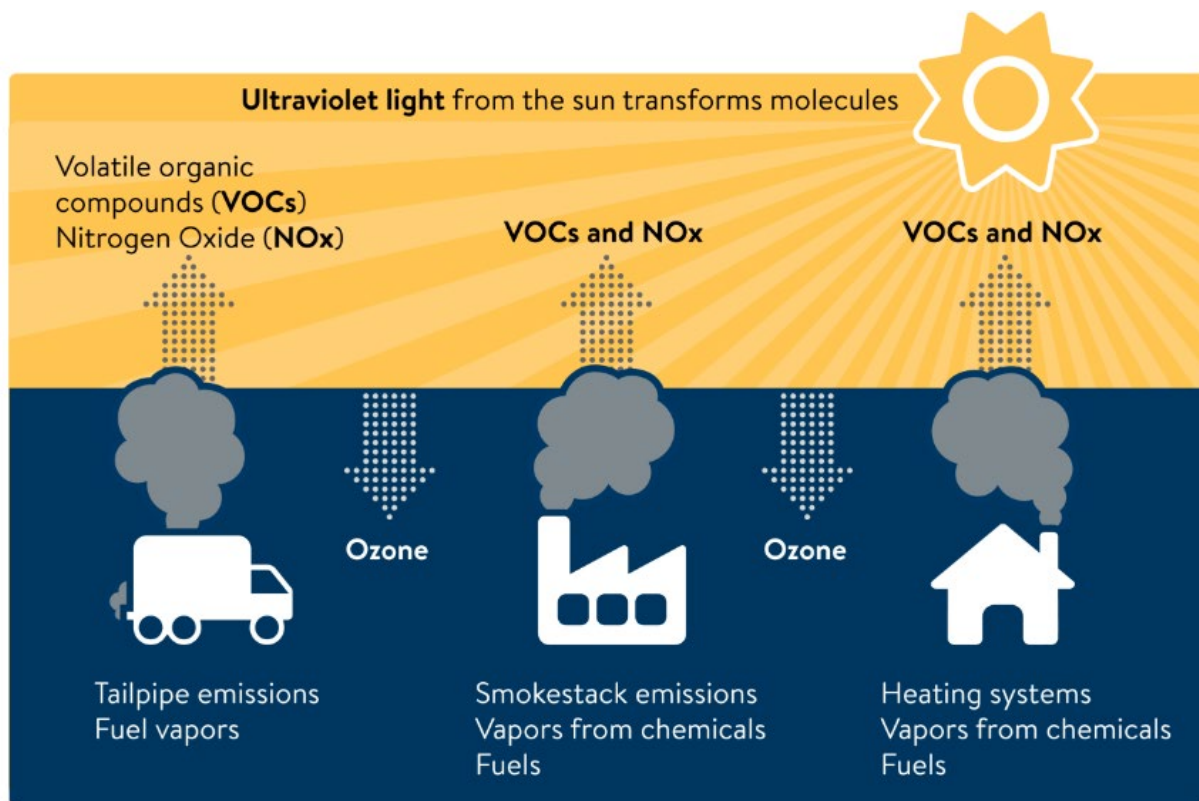 Ultraviolet light from the sun transforms molecules
Volatile organic
compounds (VOCs)
Nitrogen Oxide (NOx)
VOCs and NOx
VOCs and NOx
Ozone
Ozone
Tailpipe emissions
Fuel vapors
Smokestack emissions
Vapors from chemicals
Fuels
Heating systems
Vapors from chemicals
Fuels